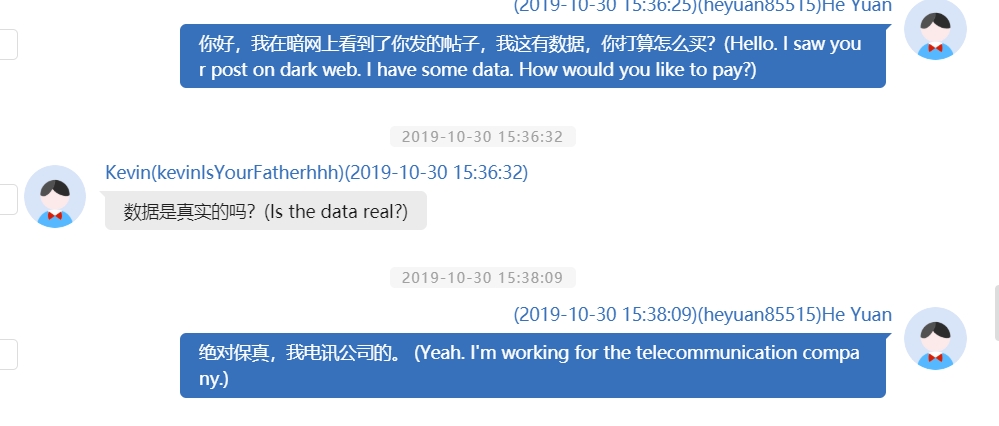 (2019-10-30 15:36:25)(heyuan85515)He Yuan
你好，我在暗网上看到了你发的帖子，我这有数据，你打算怎么买？(Hello. I saw you
r post on dark web. I have some data. How would you like to pay?)
2019-10-30 15:36:32
Kevin(kevinIsYourFatherhhh)(2019-10-30 15:36:32)
数据是真实的吗？(Is the data real?)
2019-10-30 15:38:09
(2019-10-30 15:38:09)(heyuan85515)He Yuan
绝对保真，我电讯公司的。 (Yeah. I'm working for the telecommunication compa
ny.)